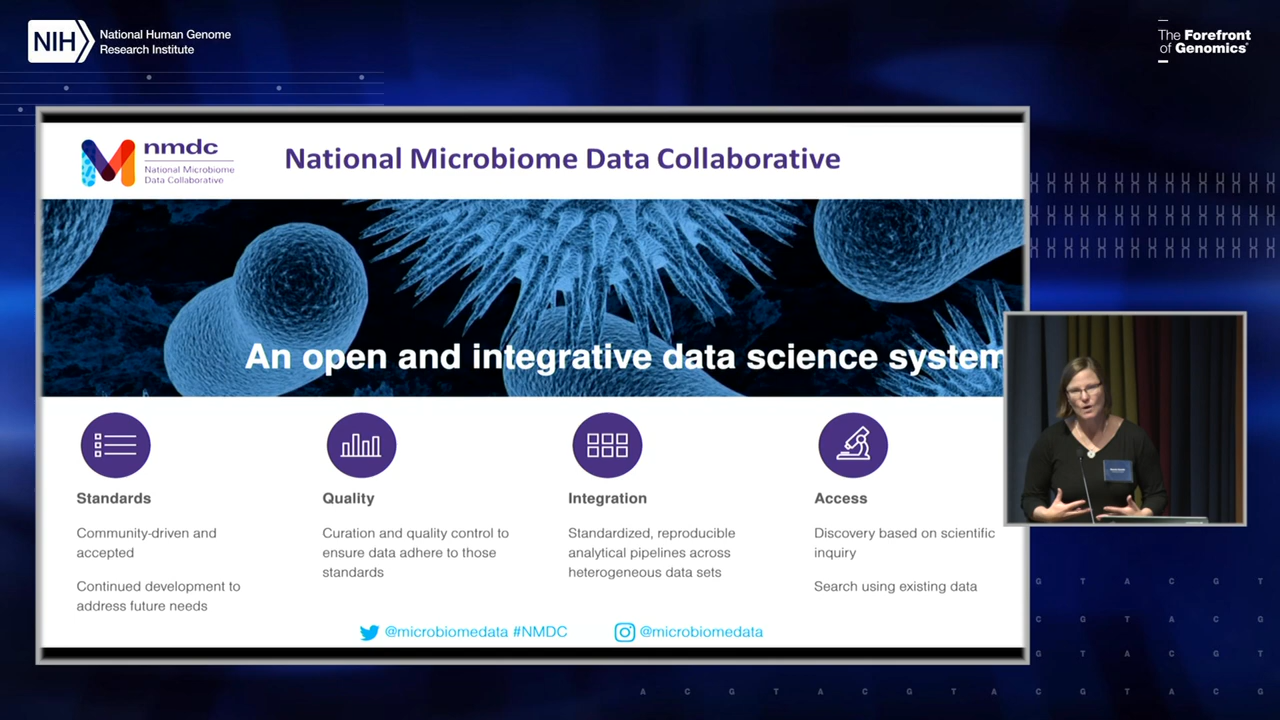 NIH
National Human Genome
Research Institute
The Forefront
of Genomics®
nmdc
National Microbiome
Data Collaborative
National Microbiome Data Collaborative
An open and integrative data science system
Standards
Community-driven and
accepted
Continued development to
address future needs
Quality
Curation and quality control to
ensure data adhere to those
standards
Integration
Standardized, reproducible
analytical pipelines across
heterogeneous data sets
Access
Discovery based on scientific
inquiry
Search using existing data
@microbiomedata #NMDC
@microbiomedata
G T A C G T
C G T A C G
G T A C G T
A C G T A C G T A C G T A C G